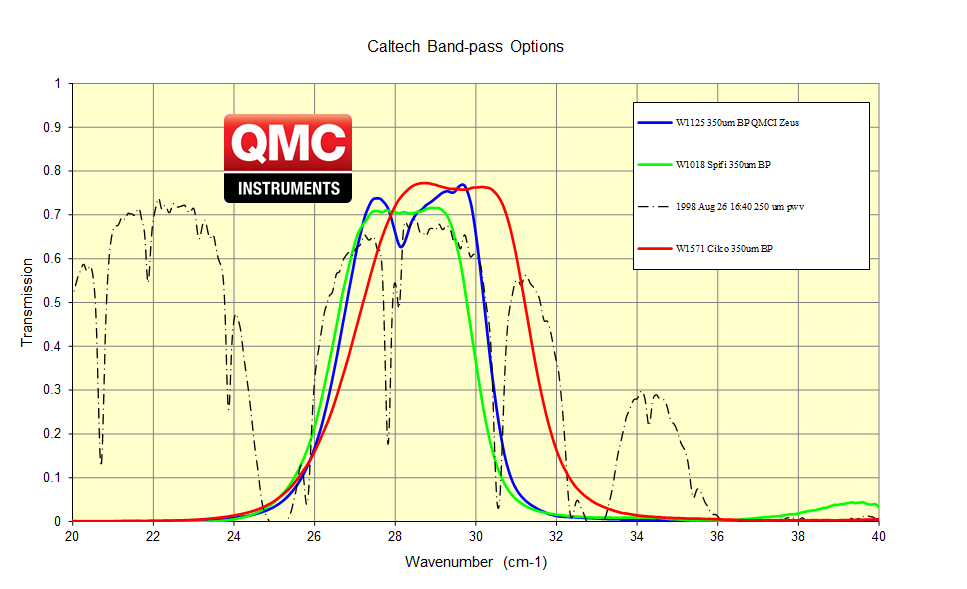 Caltech Band-pass Options
1
0.9
0.8
0.7
0.6
0.5
0.4
0.3
0.2
0.1
0
Transmission
QMC
INSTRUMENTS
W1125 350um BP QMCI Zeus
W1018 Spifi 350um BP
1998 Aug 26 16:40 250 um pwv
W1571 Cilco 350um BP
20 22 24 26 28 30 32 34 36 38 40
Wavenumber (cm-1)